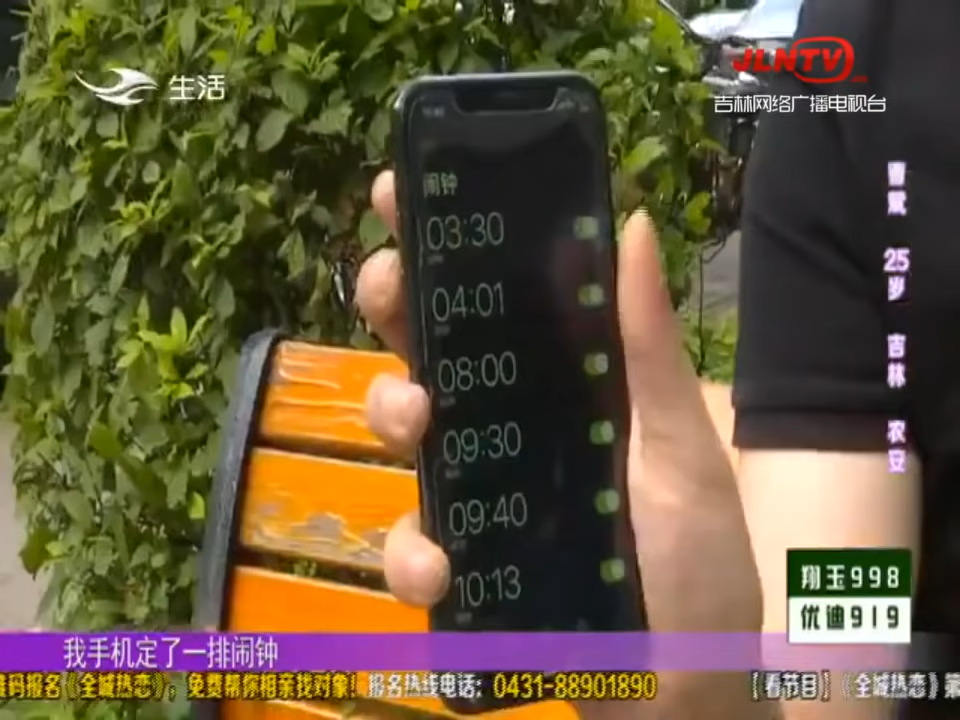 生活
JLNTV
吉林网络广播电视台
25岁
吉林
农安
闹钟
03:30
04:01
08:00
09:30
09:40
10:13
翔玉998
优迪919
我手机定了一排闹钟
码报名《全城热恋》，免费帮你相亲找对象！报名热线电话：0431-88901890 【看节目】《全城热恋》第